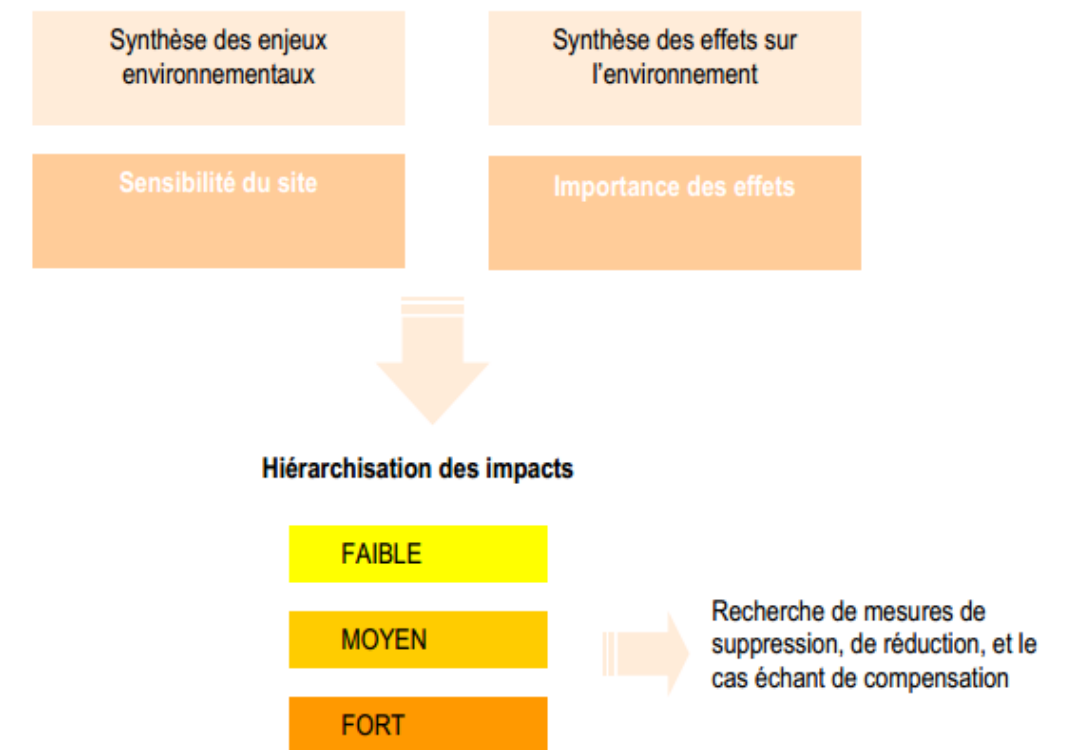 Synthèse des enjeux
environnementaux
Synthèse des effets sur
l'environnement
Sensibilité du site
Importance des effets
Hiérarchisation des impacts
FAIBLE
MOYEN
FORT
Recherche de mesures de
suppression, de réduction, et le
cas échant de compensation